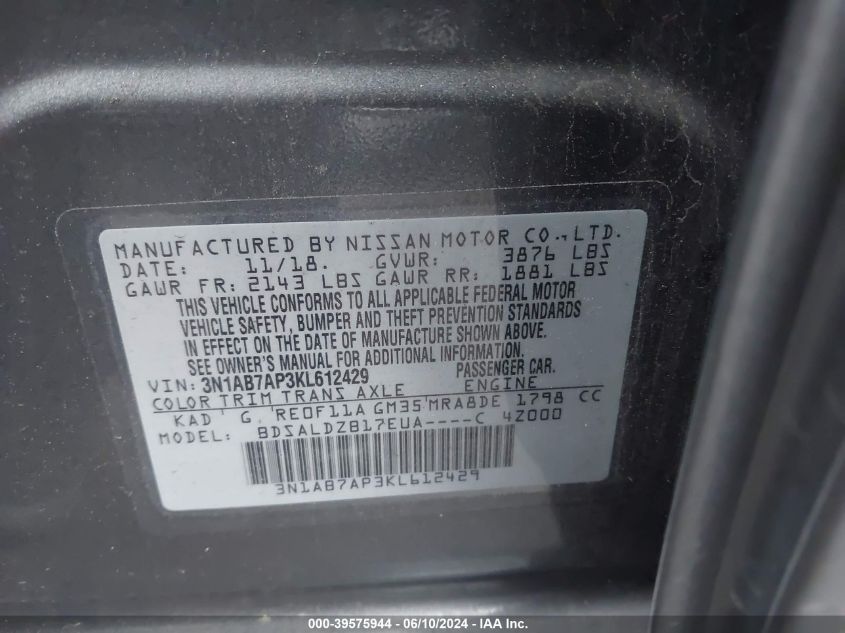 MANUFACTURED BY NISSAN MOTOR CO., LTD.
DATE: 11/18. GVWR: 3876 LBS
GAWR FR: 2143 LBS GAWR RR: 1881 LBS
THIS VEHICLE CONFORMS TO ALL APPLICABLE FEDERAL MOTOR
VEHICLE SAFETY, BUMPER AND THEFT PREVENTION STANDARDS
IN EFFECT ON THE DATE OF MANUFACTURE SHOWN ABOVE.
SEE OWNER'S MANUAL FOR ADDITIONAL INFORMATION.
VIN: 3N1AB7AP3KL612429 PASSENGER CAR.
COLOR TRIM TRANS AXLE ENGINE
KAD G. RE0F11A GM35 MRA8DE 1798 CC
MODEL: BDSALDZB17EUA----C 4Z000
3N1AB7AP3KL612429
000-39575944 - 06/10/2024 - IAA Inc.